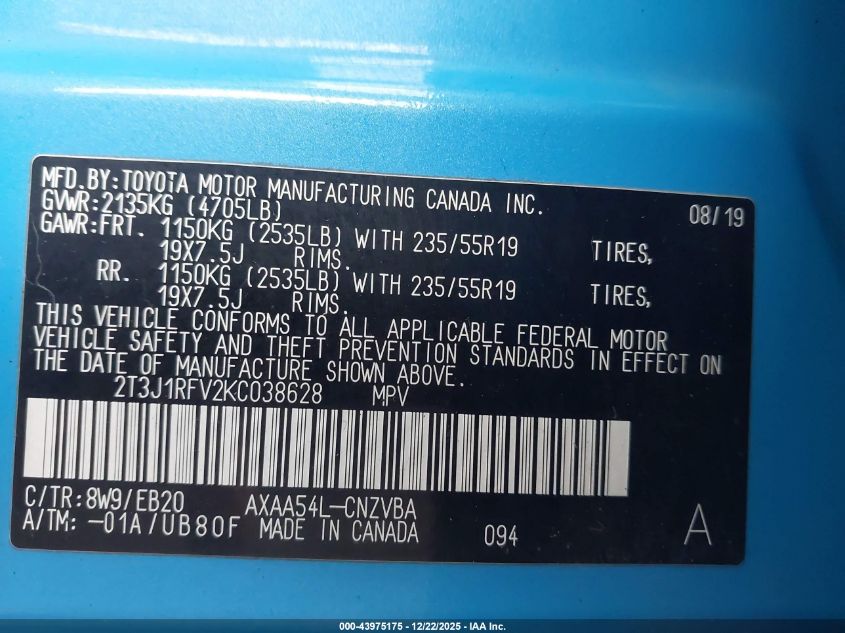 MFD.BY:TOYOTA MOTOR MANUFACTURING CANADA INC. 08/19
GVWR:2135KG (4705LB)
GAWR:FRT. 1150KG (2535LB) WITH 235/55R19 TIRES,
19X7.5J RIMS.
RR. 1150KG (2535LB) WITH 235/55R19 TIRES,
19X7.5J RIMS.
THIS VEHICLE CONFORMS TO ALL APPLICABLE FEDERAL MOTOR
VEHICLE SAFETY AND THEFT PREVENTION STANDARDS IN EFFECT ON
THE DATE OF MANUFACTURE SHOWN ABOVE.
2T3J1RFV2KC038628 MPV
C/TR:8W9/EB20 AXAA54L-CNZVBA
A/TM:-01A/UB80F MADE IN CANADA 094 A
000-43975175 - 12/22/2025 - IAA Inc.